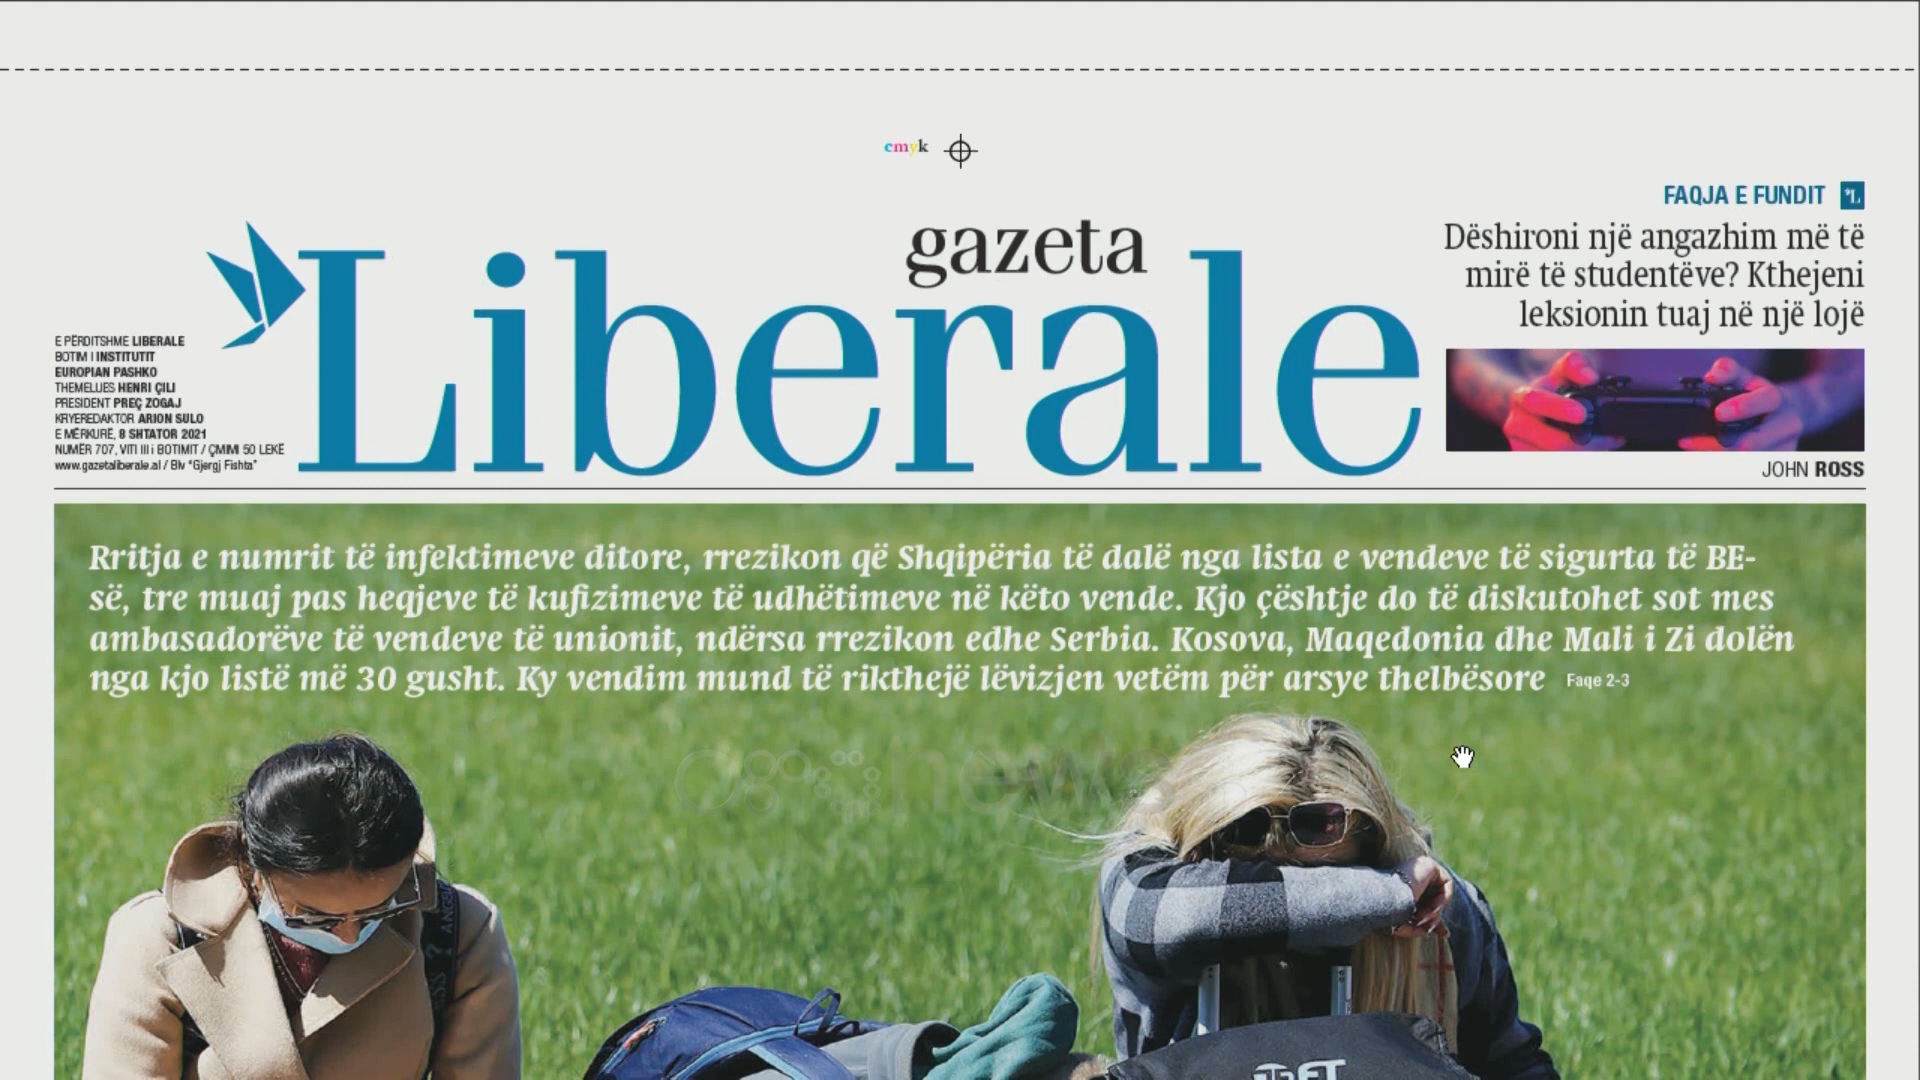 cmyk
FAQJA E FUNDIT
Dëshironi një angazhim më të
mirë të studentëve? Kthejeni
leksionin tuaj në një lojë
JOHN ROSS
gazeta
Liberale
E PËRDITSHME LIBERALE
BOTIM I INSTITUTIT
EUROPIAN PASHKO
THEMELUES HENRI ÇILI
PRESIDENT PREÇ ZOGAJ
KRYEREDAKTOR ARION SULO
E MËRKURË, 8 SHTATOR 2021
NUMËR 707, VITI III i BOTIMIT / ÇMIMI 50 LEKË
www.gazetaliberale.al / Blv "Gjergj Fishta"
Rritja e numrit të infektimeve ditore, rrezikon që Shqipëria të dalë nga lista e vendeve të sigurta të BE-
së, tre muaj pas heqjeve të kufizimeve të udhëtimeve në këto vende. Kjo çështje do të diskutohet sot mes
ambasadorëve të vendeve të unionit, ndërsa rrezikon edhe Serbia. Kosova, Maqedonia dhe Mali i Zi dolën
nga kjo listë më 30 gusht. Ky vendim mund të rikthejë lëvizjen vetëm për arsye thelbësore Faqe 2-3
news